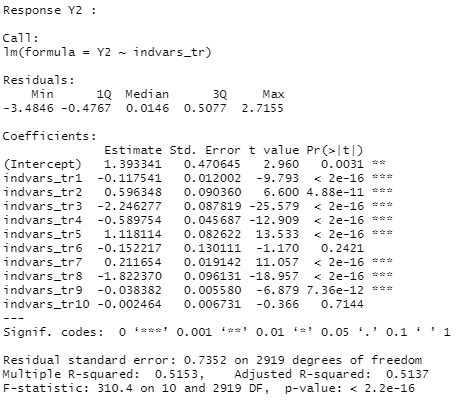 Response Y2 :
Call:
lm(formula = Y2 ~ indvars_tr)
Residuals:
    Min      1Q  Median      3Q     Max
-3.4846 -0.4767  0.0146  0.5077  2.7155
Coefficients:
             Estimate Std. Error t value Pr(>|t|)
(Intercept)   1.393341   0.470645   2.960   0.0031 **
indvars_tr1  -0.117541   0.012002  -9.793  < 2e-16 ***
indvars_tr2   0.596348   0.090360   6.600 4.88e-11 ***
indvars_tr3  -2.246277   0.087819 -25.579  < 2e-16 ***
indvars_tr4  -0.589754   0.045687 -12.909  < 2e-16 ***
indvars_tr5   1.118114   0.082622  13.533  < 2e-16 ***
indvars_tr6  -0.152217   0.130111  -1.170   0.2421
indvars_tr7   0.211654   0.019142  11.057  < 2e-16 ***
indvars_tr8  -1.822370   0.096131 -18.957  < 2e-16 ***
indvars_tr9  -0.038382   0.005580  -6.879 7.36e-12 ***
indvars_tr10 -0.002464   0.006731  -0.366   0.7144
---
Signif. codes:  0 ‘***’ 0.001 ‘**’ 0.01 ‘*’ 0.05 ‘.’ 0.1 ‘ ’ 1
Residual standard error: 0.7352 on 2919 degrees of freedom
Multiple R-squared:  0.5153,    Adjusted R-squared:  0.5137
F-statistic: 310.4 on 10 and 2919 DF,  p-value: < 2.2e-16